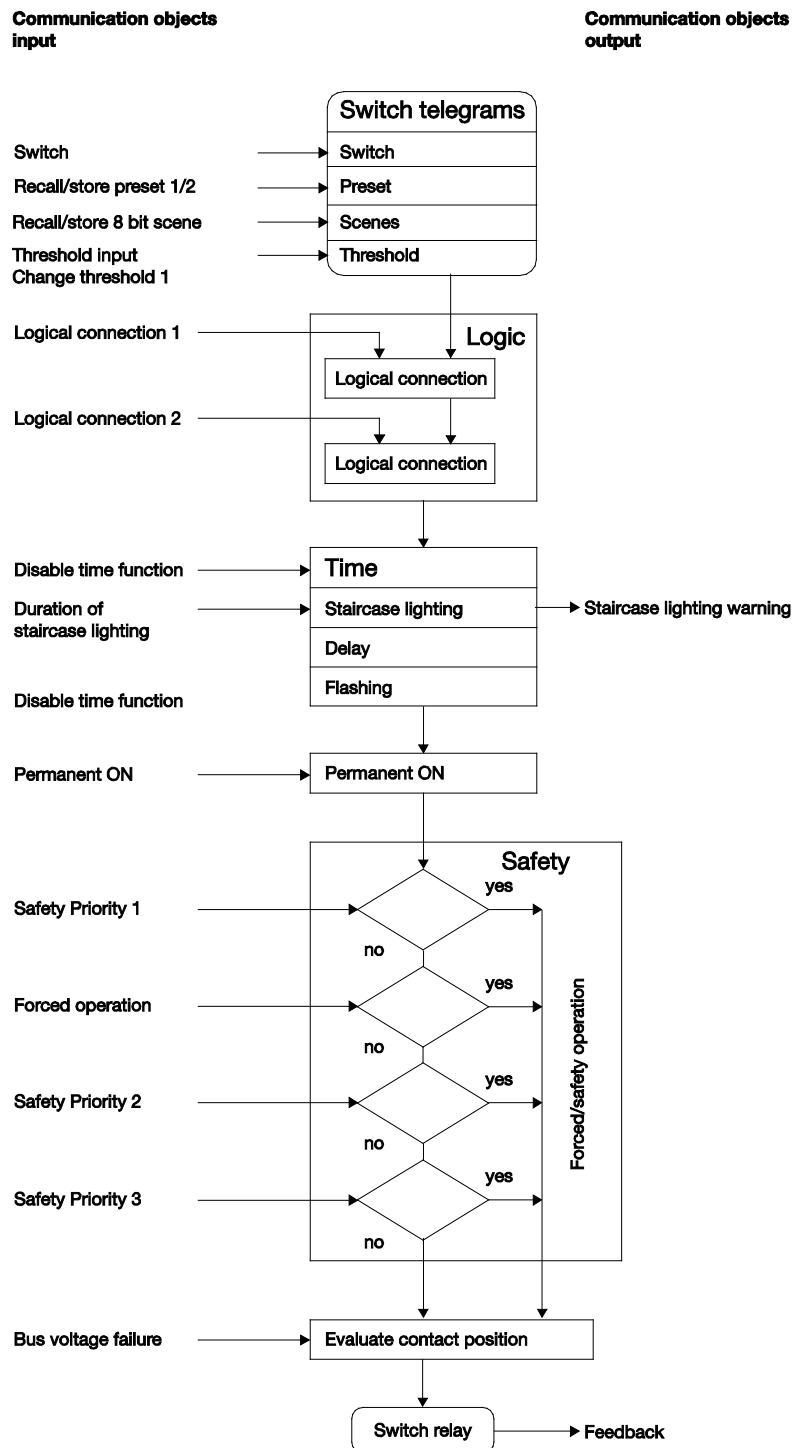 Communication objects
input
Communication objects
output
Switch telegrams
Switch
Switch
Recall/store preset 1/2
Preset
Recall/store 8 bit scene
Scenes
Threshold input
Change threshold 1
Threshold
Logical connection 1
Logic
Logical connection
Logical connection 2
Logical connection
Disable time function
Time
Duration of
staircase lighting
Staircase lighting
Staircase lighting warning
Delay
Flashing
Disable time function
Permanent ON
Permanent ON
Safety
Safety Priority 1
yes
no
Forced operation
yes
no
Safety Priority 2
yes
no
Safety Priority 3
yes
no
Forced/safety operation
Bus voltage failure
Evaluate contact position
Switch relay
Feedback